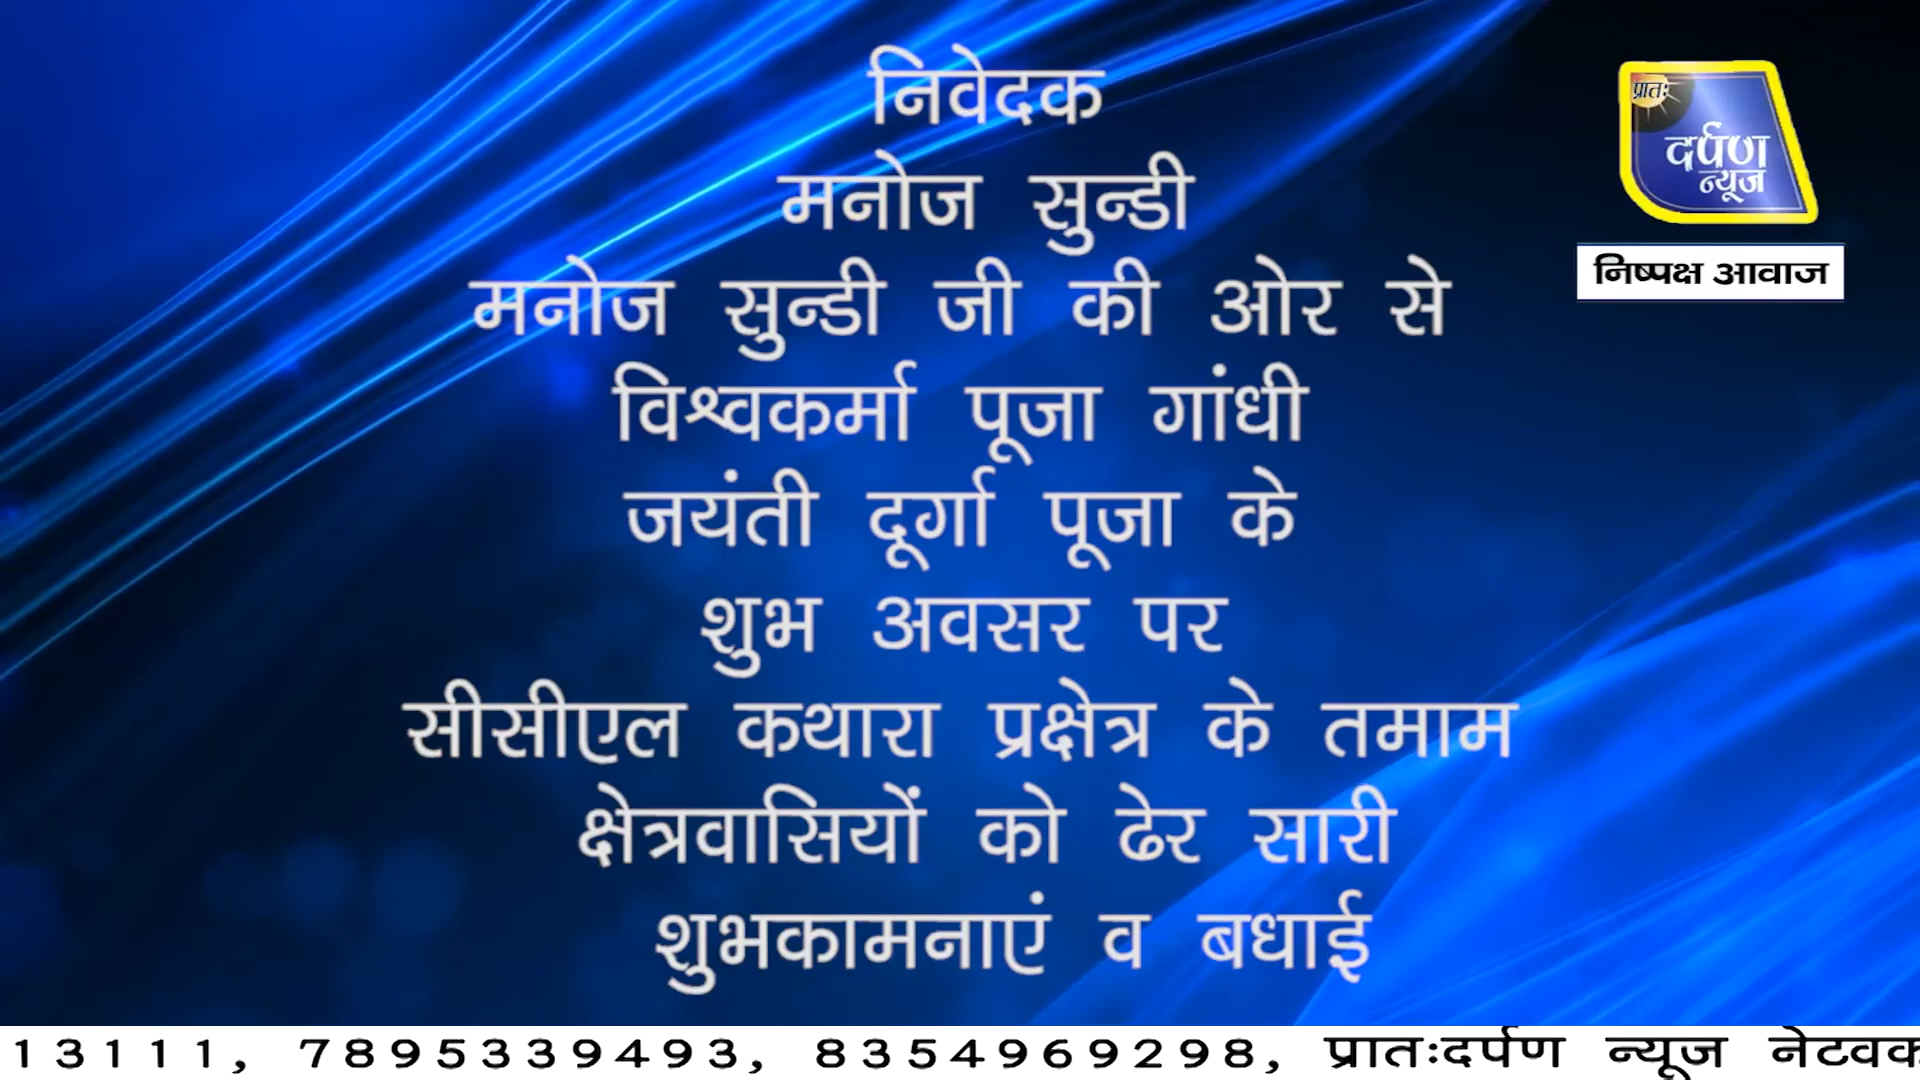 निवेदक
मनोज सुन्डी
मनोज सुन्डी जी की ओर से
विश्वकर्मा पूजा गांधी
जयंती दूर्गा पूजा के
शुभ अवसर पर
सीसीएल कथारा प्रक्षेत्र के तमाम
क्षेत्रवासियों को ढेर सारी
शुभकामनाएं व बधाई
प्रातः
दर्पण
न्यूज
निष्पक्ष आवाज
13111, 7895339493, 8354969298, प्रातःदर्पण न्यूज नेटवक